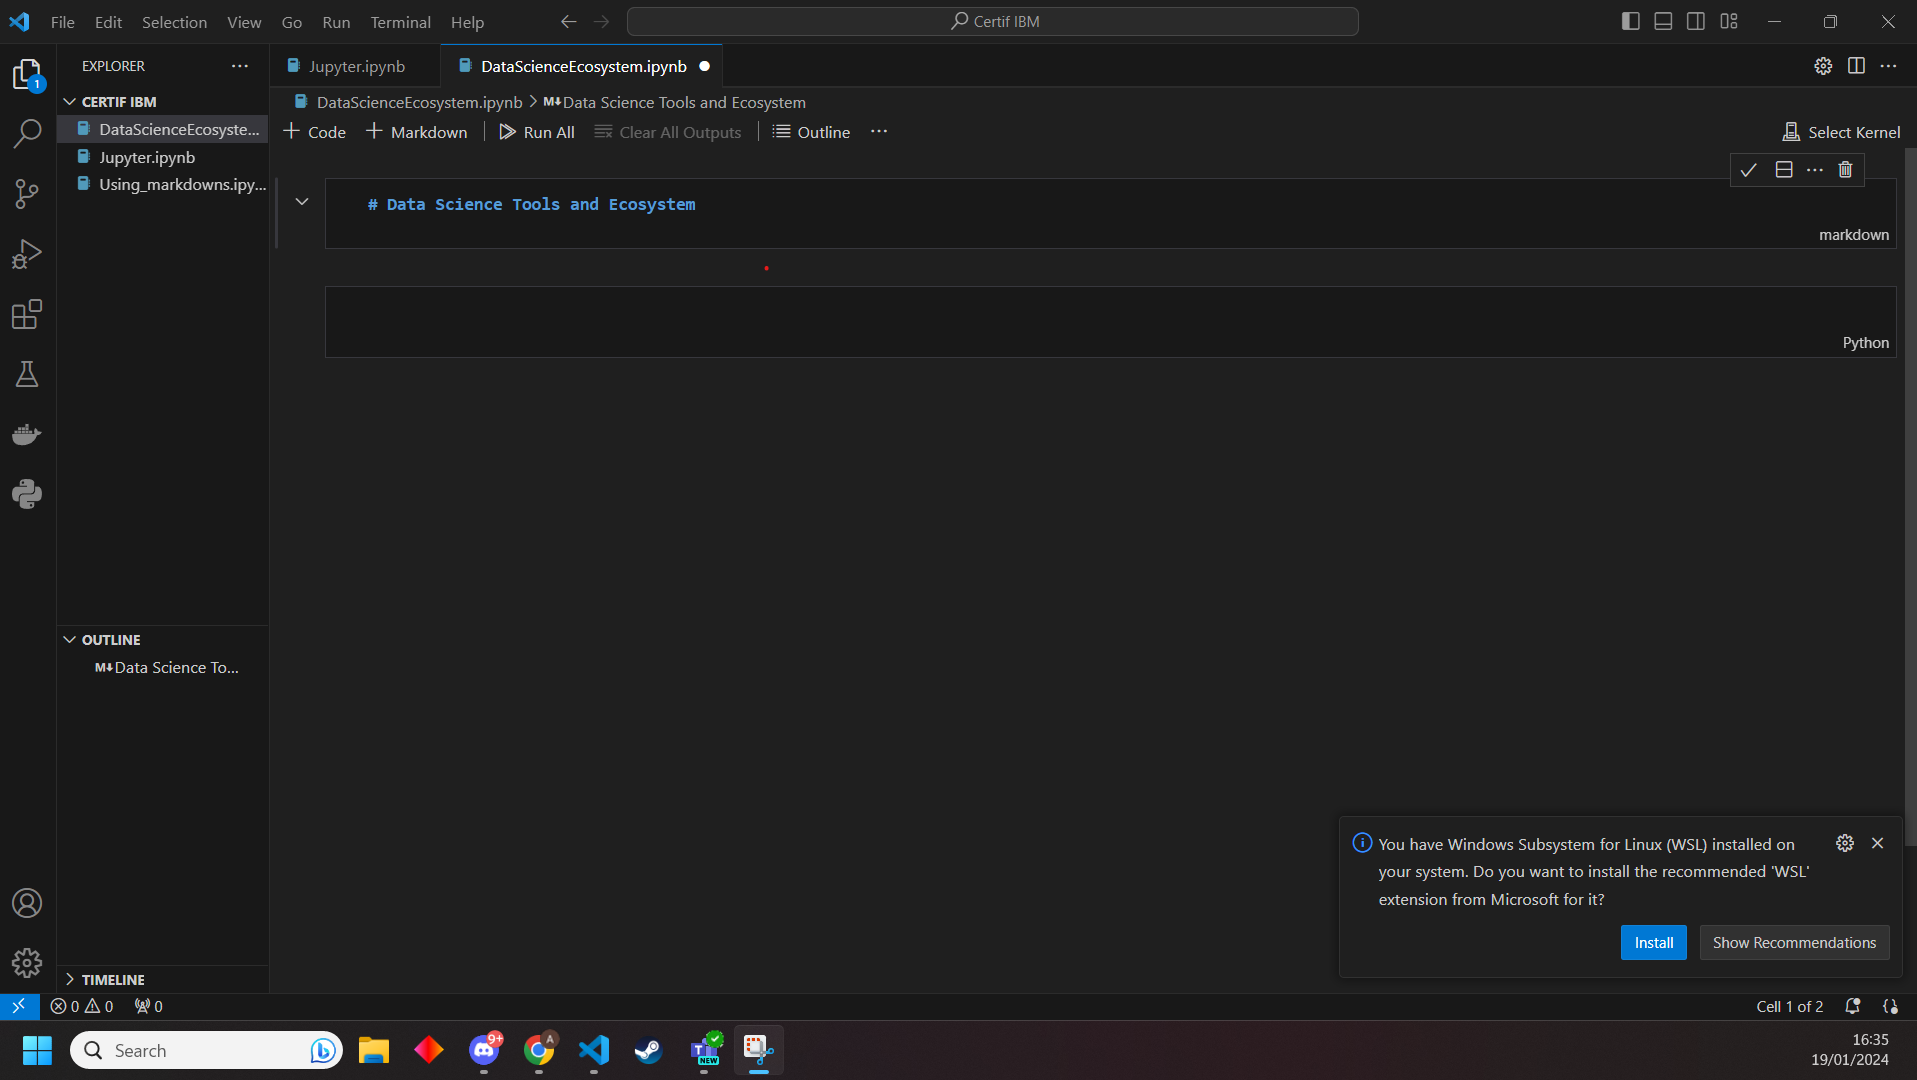 File Edit Selection View Go Run Terminal Help
Certif IBM
EXPLORER
Jupyter.ipynb
DataScienceEcosystem.ipynb
1
CERTIF IBM
DataScienceEcosyste...
Jupyter.ipynb
Using_markdowns.ipy...
DataScienceEcosystem.ipynb > M↓ Data Science Tools and Ecosystem
+ Code + Markdown Run All Clear All Outputs Outline ...
Select Kernel
# Data Science Tools and Ecosystem
markdown
Python
OUTLINE
M↓ Data Science To...
TIMELINE
You have Windows Subsystem for Linux (WSL) installed on
your system. Do you want to install the recommended 'WSL'
extension from Microsoft for it?
Install Show Recommendations
0 0 0
Cell 1 of 2
Search
9+
A
T
NEW
16:35
19/01/2024